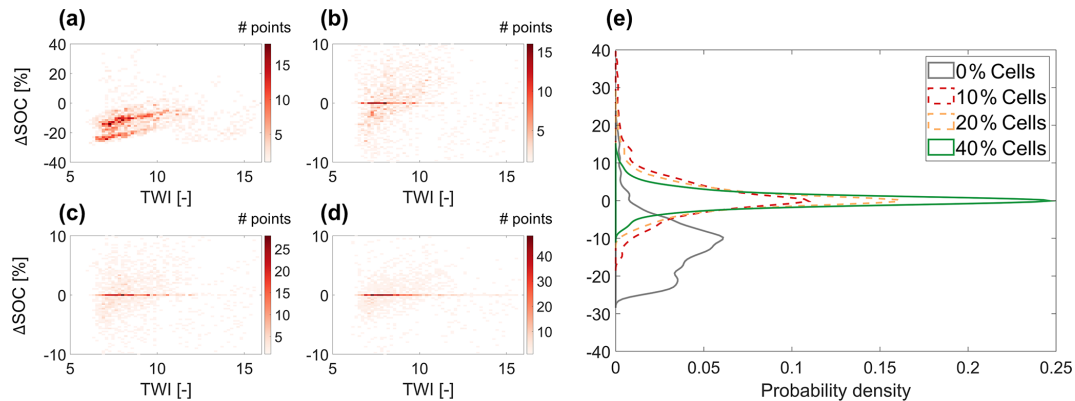 (a)
# points
ΔSOC [%]
40
20
0
-20
-40
5
10
15
TWI [-]
15
10
5
(b)
# points
10
0
-10
5
10
15
TWI [-]
15
10
5
(c)
# points
ΔSOC [%]
10
0
-10
5
10
15
TWI [-]
25
20
15
10
5
(d)
# points
10
0
-10
5
10
15
TWI [-]
40
30
20
10
(e)
40
30
20
10
0
-10
-20
-30
-40
0
0.05
0.1
0.15
0.2
0.25
Probability density
0% Cells
10% Cells
20% Cells
40% Cells